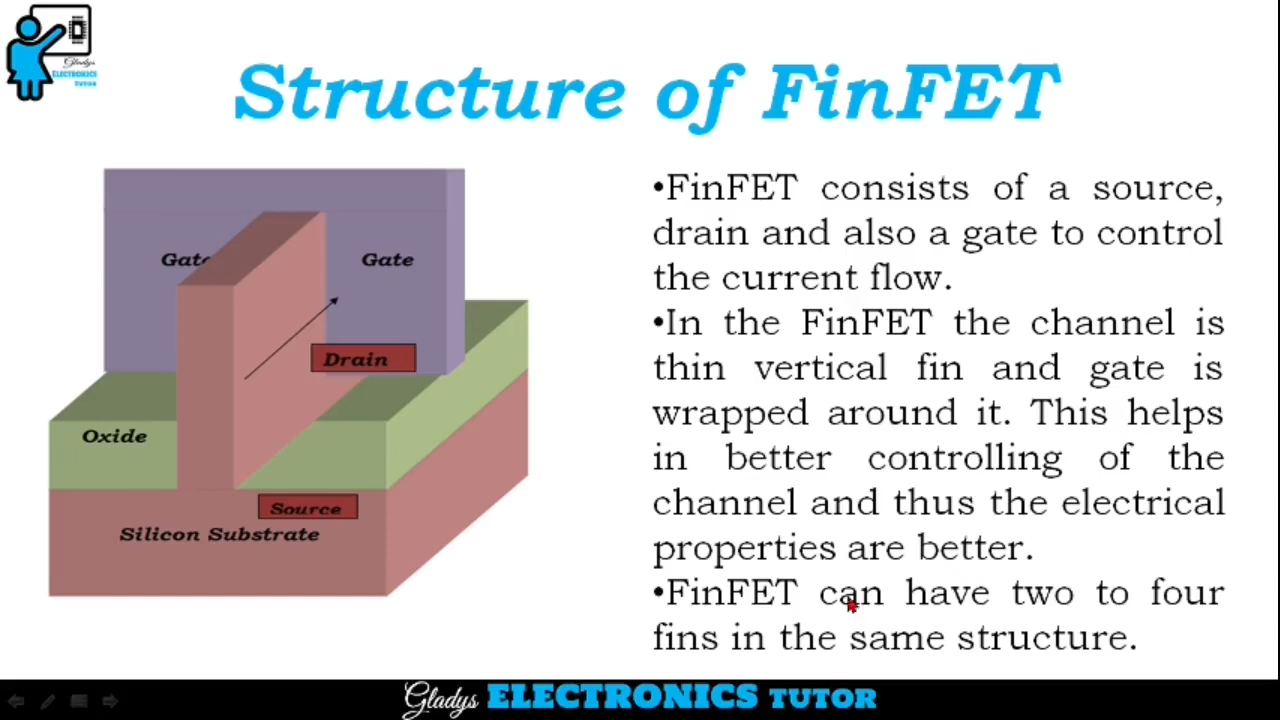 Gladys
ELECTRONICS
TUTOR
Structure of FinFET
Gate
Gate
Drain
Oxide
Source
Silicon Substrate
•FinFET consists of a source,
drain and also a gate to control
the current flow.
•In the FinFET the channel is
thin vertical fin and gate is
wrapped around it. This helps
in better controlling of the
channel and thus the electrical
properties are better.
•FinFET can have two to four
fins in the same structure.
Gladys ELECTRONICS TUTOR